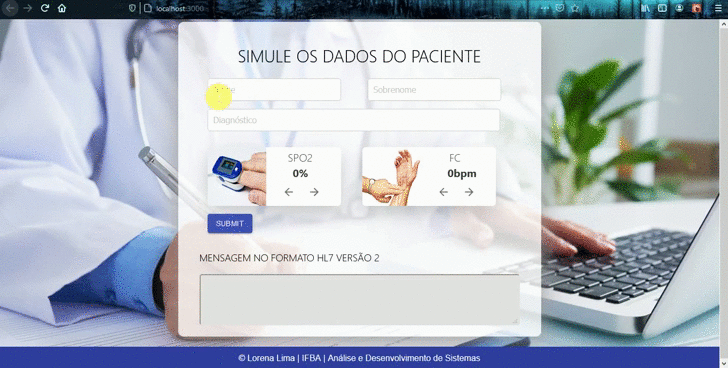 localhost:3000
SIMULE OS DADOS DO PACIENTE
Sobrenome
Diagnóstico
SPO2
0%
FC
0bpm
SUBMIT
MENSAGEM NO FORMATO HL7 VERSÃO 2
© Lorena Lima | IFBA | Análise e Desenvolvimento de Sistemas